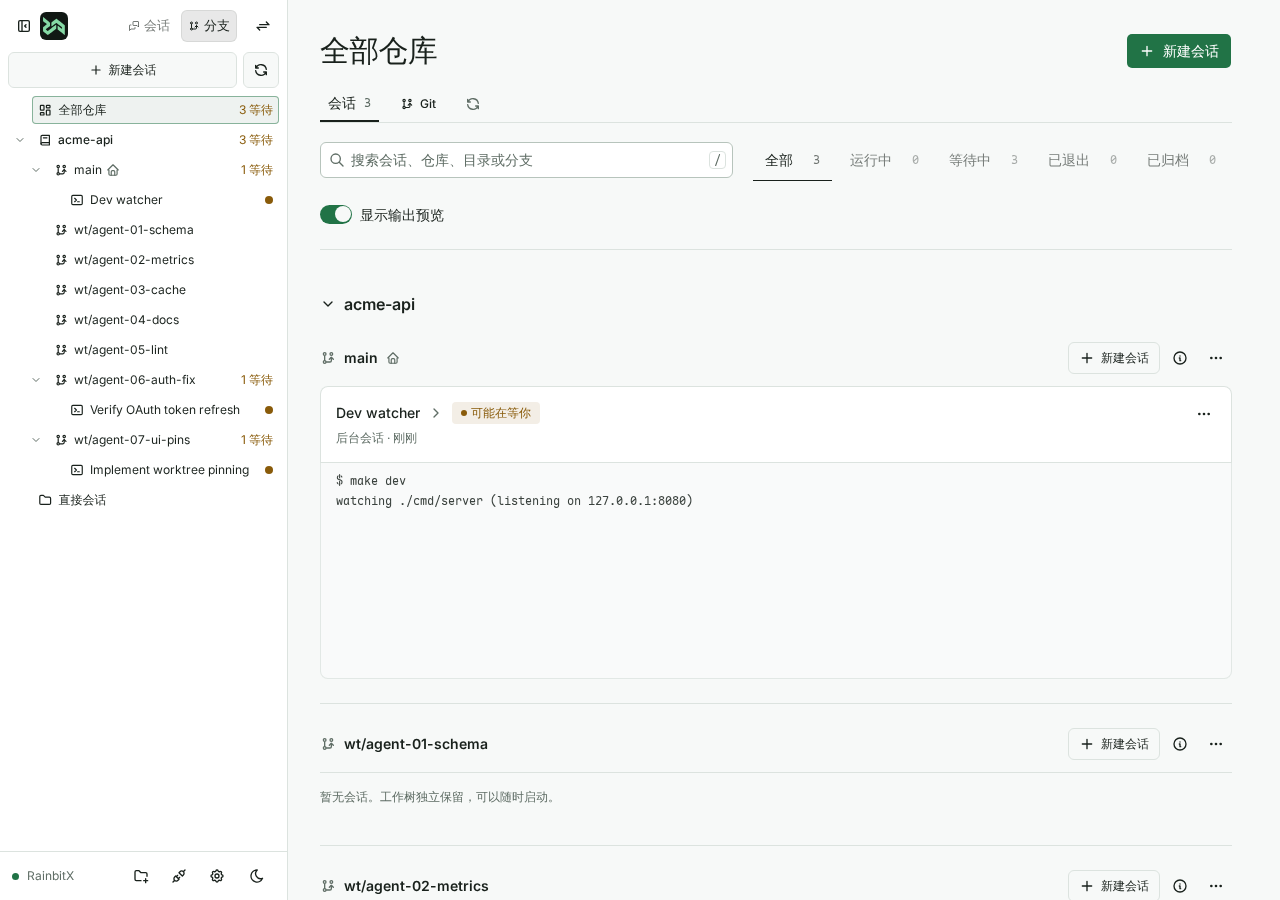 会话 分支
新建会话
全部仓库 3 等待
acme-api 3 等待
main 1 等待
Dev watcher
wt/agent-01-schema
wt/agent-02-metrics
wt/agent-03-cache
wt/agent-04-docs
wt/agent-05-lint
wt/agent-06-auth-fix 1 等待
Verify OAuth token refresh
wt/agent-07-ui-pins 1 等待
Implement worktree pinning
直接会话
RainbitX
全部仓库 新建会话
会话 3 Git
搜索会话、仓库、目录或分支 / 全部 3 运行中 0 等待中 3 已退出 0 已归档 0
显示输出预览
acme-api
main 新建会话
Dev watcher 可能在等你
后台会话 · 刚刚
$ make dev
watching ./cmd/server (listening on 127.0.0.1:8080)
wt/agent-01-schema 新建会话
暂无会话。工作树独立保留，可以随时启动。
wt/agent-02-metrics 新建会话